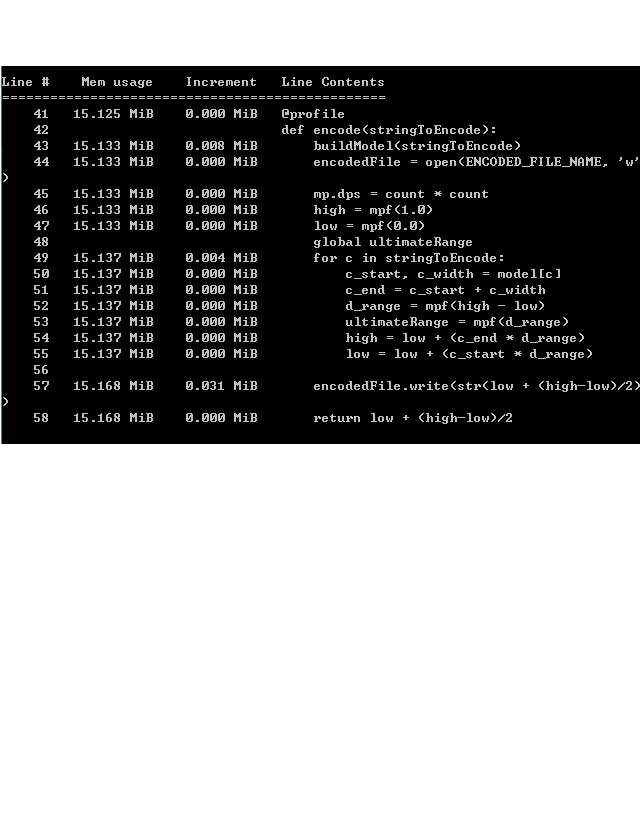 Line #    Mem usage    Increment   Line Contents
================================================
    41   15.125 MiB    0.000 MiB   @profile
    42                             def encode(stringToEncode):
    43   15.133 MiB    0.008 MiB       buildModel(stringToEncode)
    44   15.133 MiB    0.000 MiB       encodedFile = open(ENCODED_FILE_NAME, 'w'
)
    45   15.133 MiB    0.000 MiB       mp.dps = count * count
    46   15.133 MiB    0.000 MiB       high = mpf(1.0)
    47   15.133 MiB    0.000 MiB       low = mpf(0.0)
    48                                 global ultimateRange
    49   15.137 MiB    0.004 MiB       for c in stringToEncode:
    50   15.137 MiB    0.000 MiB           c_start, c_width = model[c]
    51   15.137 MiB    0.000 MiB           c_end = c_start + c_width
    52   15.137 MiB    0.000 MiB           d_range = mpf(high - low)
    53   15.137 MiB    0.000 MiB           ultimateRange = mpf(d_range)
    54   15.137 MiB    0.000 MiB           high = low + (c_end * d_range)
    55   15.137 MiB    0.000 MiB           low = low + (c_start * d_range)
    56
    57   15.168 MiB    0.031 MiB       encodedFile.write(str(low + (high-low)/2)
)
    58   15.168 MiB    0.000 MiB       return low + (high-low)/2